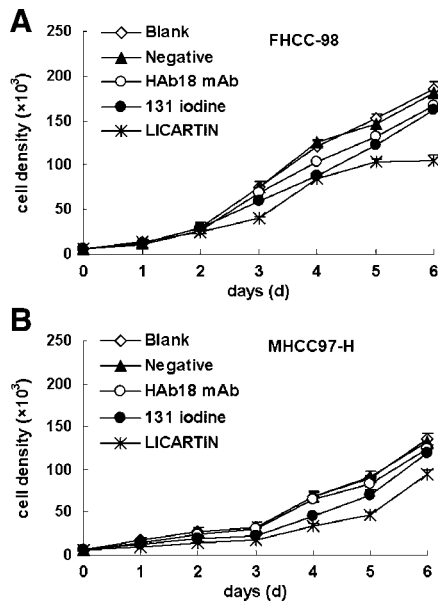 A
FHCC-98
Blank
Negative
HAb18 mAb
131 iodine
LICARTIN
cell density (×10³)
250
200
150
100
50
0
0 1 2 3 4 5 6
days (d)
B
MHCC97-H
Blank
Negative
HAb18 mAb
131 iodine
LICARTIN
cell density (×10³)
250
200
150
100
50
0
0 1 2 3 4 5 6
days (d)